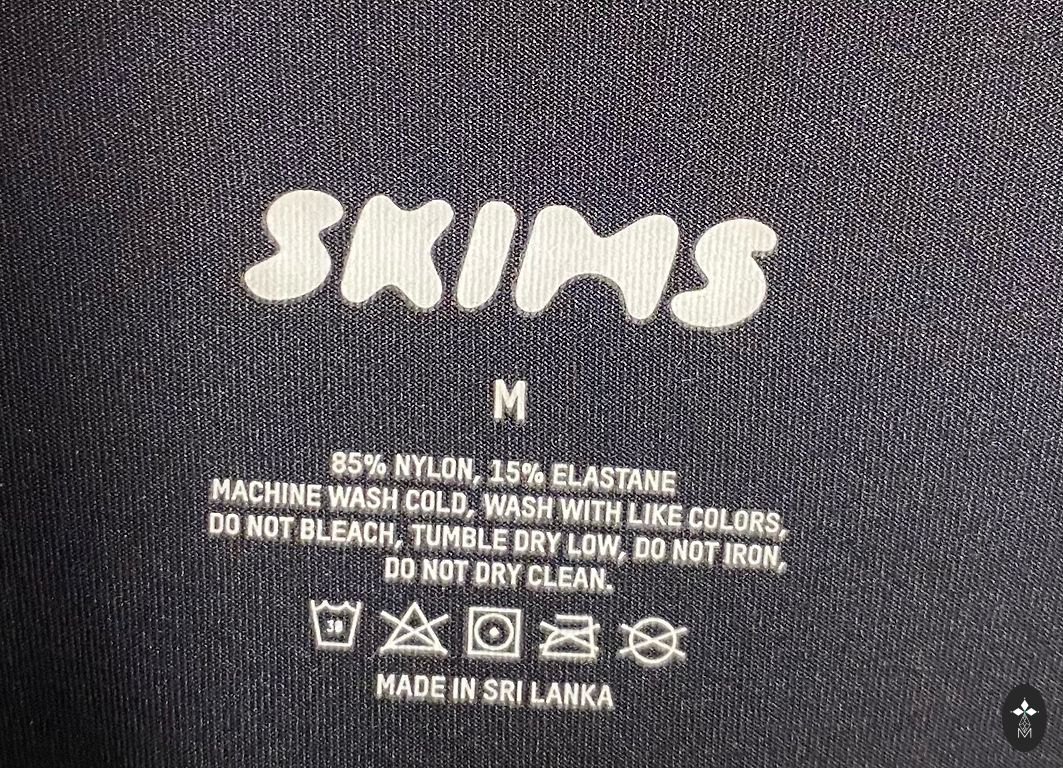 SKIMS
M
85% NYLON, 15% ELASTANE
MACHINE WASH COLD, WASH WITH LIKE COLORS,
DO NOT BLEACH, TUMBLE DRY LOW, DO NOT IRON,
DO NOT DRY CLEAN.
30
MADE IN SRI LANKA
M